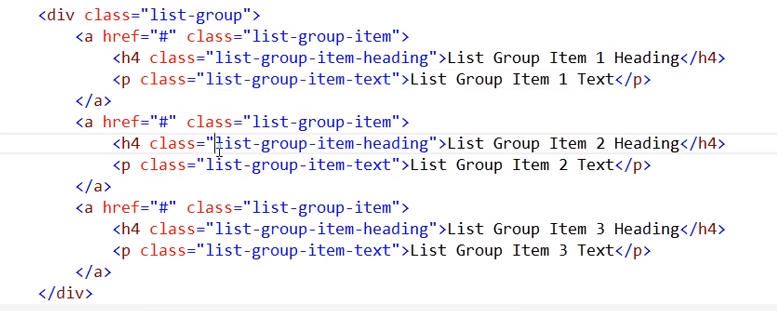 <div class="list-group">
<a href="#" class="list-group-item">
<h4 class="list-group-item-heading">List Group Item 1 Heading</h4>
<p class="list-group-item-text">List Group Item 1 Text</p>
</a>
<a href="#" class="list-group-item">
<h4 class="list-group-item-heading">List Group Item 2 Heading</h4>
<p class="list-group-item-text">List Group Item 2 Text</p>
</a>
<a href="#" class="list-group-item">
<h4 class="list-group-item-heading">List Group Item 3 Heading</h4>
<p class="list-group-item-text">List Group Item 3 Text</p>
</a>
</div>